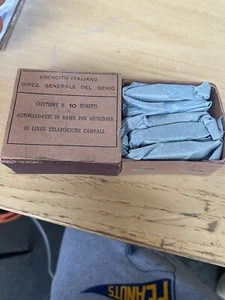 ESERCITO ITALIANO
DIREZ. GENERALE DEL GENIO
CONTIENE N. 10 TUBETTI
AUTOSALDANTI IN RAME PER GIUNZIONE
DI LINEE TELEFONICHE CAMPALI
PEANUTS